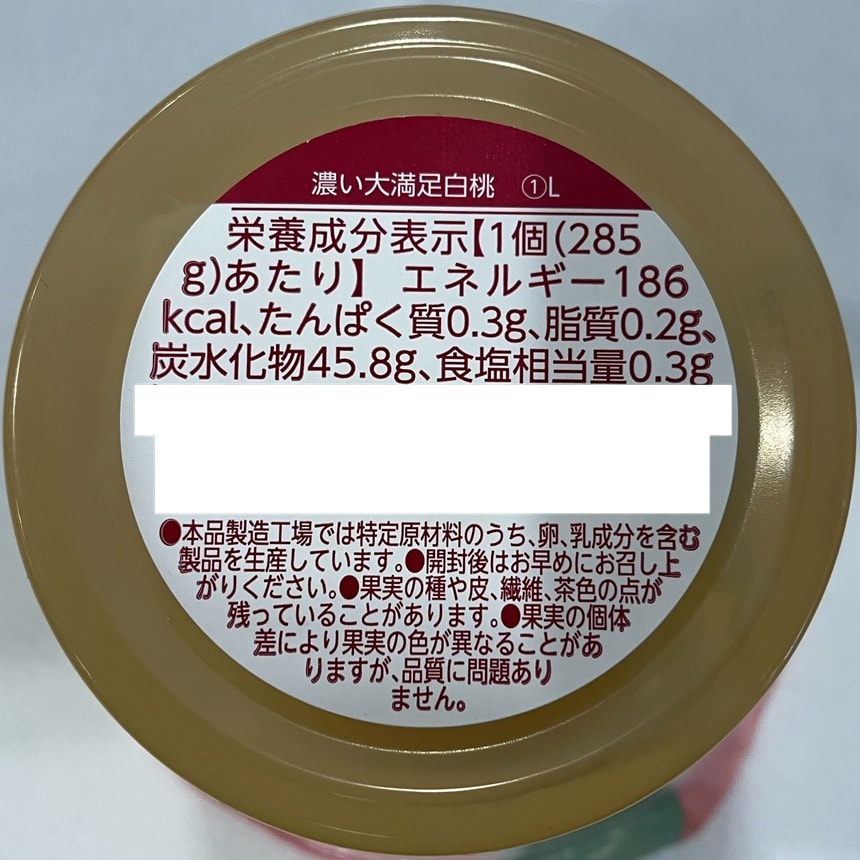 濃い大満足白桃 ①L
栄養成分表示【1個(285
g)あたり】 エネルギー186
kcal、たんぱく質0.3g、脂質0.2g、
炭水化物45.8g、食塩相当量0.3g
●本品製造工場では特定原材料のうち、卵、乳成分を含む
製品を生産しています。●開封後はお早めにお召し上
がりください。●果実の種や皮、繊維、茶色の点が
残っていることがあります。●果実の個体
差により果実の色が異なることがあ
りますが、品質に問題あり
ません。